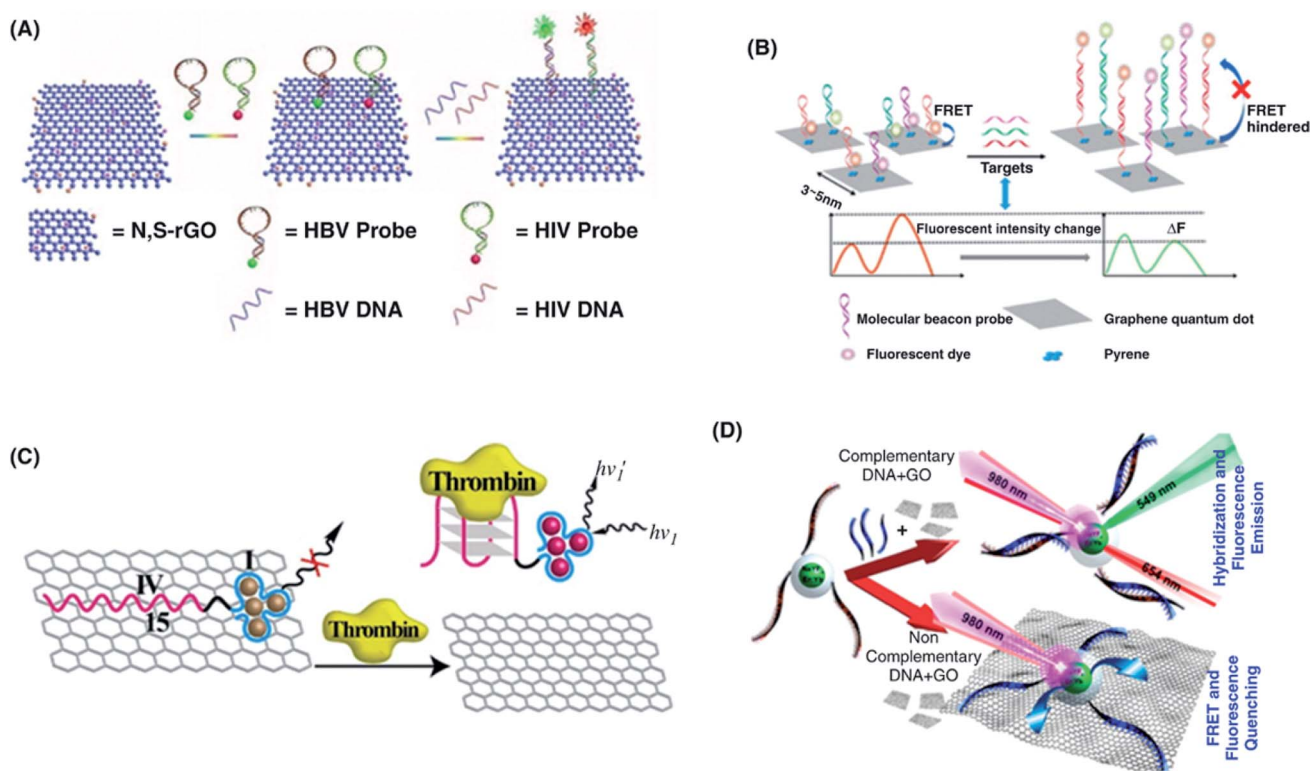 (A)
= N,S-rGO
= HBV Probe
= HIV Probe
= HBV DNA
= HIV DNA
(B)
FRET
Targets
FRET
hindered
3~5nm
Fluorescent intensity change
ΔF
Molecular beacon probe
Graphene quantum dot
Fluorescent dye
Pyrene
(C)
IV
15
I
Thrombin
Thrombin
hν₁′
hν₁
(D)
Complementary
DNA+GO
+
980 nm
549 nm
654 nm
Hybridization and
Fluorescence
Emission
Non
Complementary
DNA+GO
980 nm
FRET and
Fluorescence
Quenching